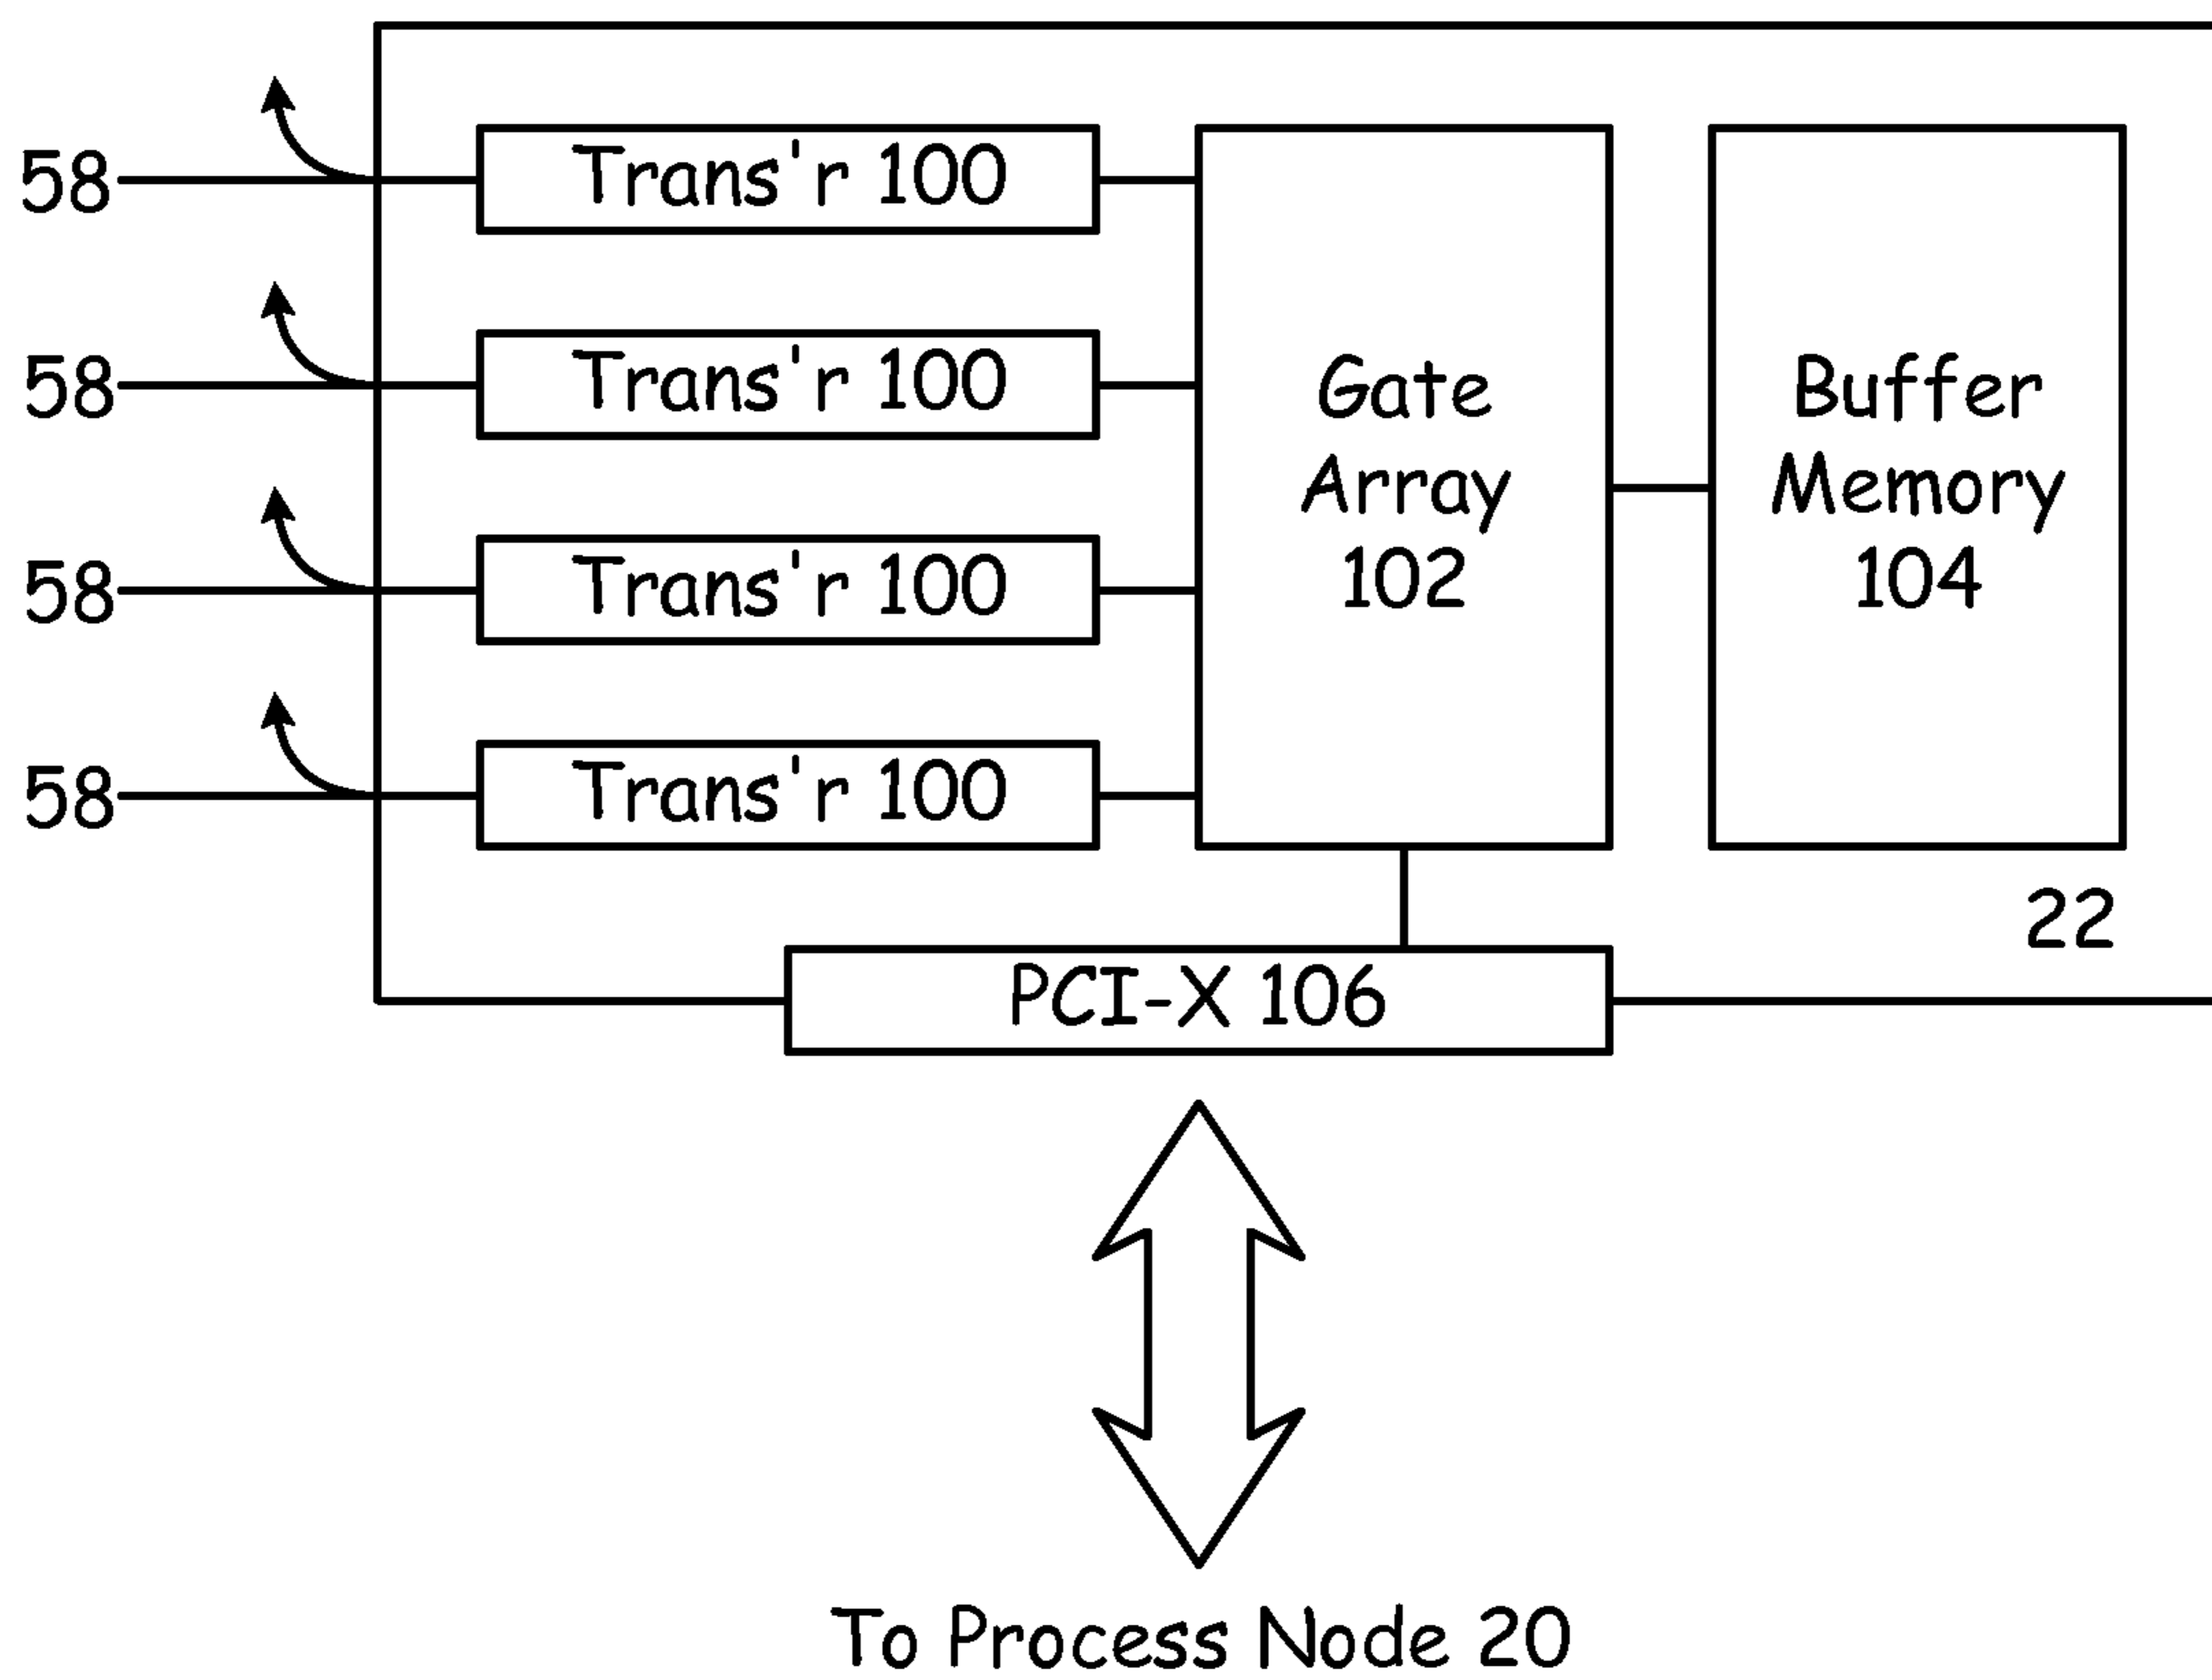 58
Trans'r 100
58
Trans'r 100
58
Trans'r 100
58
Trans'r 100
Gate
Array
102
Buffer
Memory
104
22
PCI-X 106
To Process Node 20